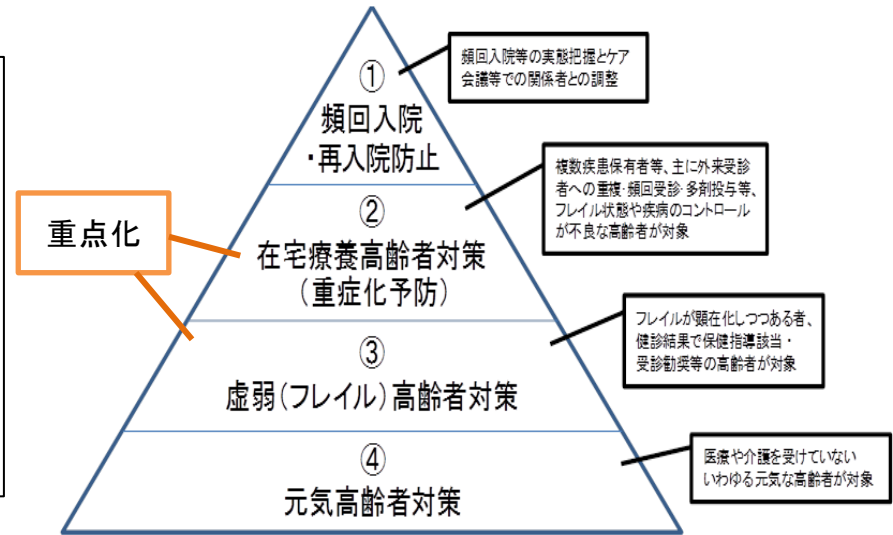 ①
頻回入院
・再入院防止
頻回入院等の実態把握とケア
会議等での関係者との調整
重点化
②
在宅療養高齢者対策
（重症化予防）
複数疾患保有者等、主に外来受診
者への重複・頻回受診・多剤投与等、
フレイル状態や疾病のコントロール
が不良な高齢者が対象
③
虚弱（フレイル）高齢者対策
フレイルが顕在化しつつある者、
健診結果で保健指導該当・
受診勧奨等の高齢者が対象
④
元気高齢者対策
医療や介護を受けていない
いわゆる元気な高齢者が対象